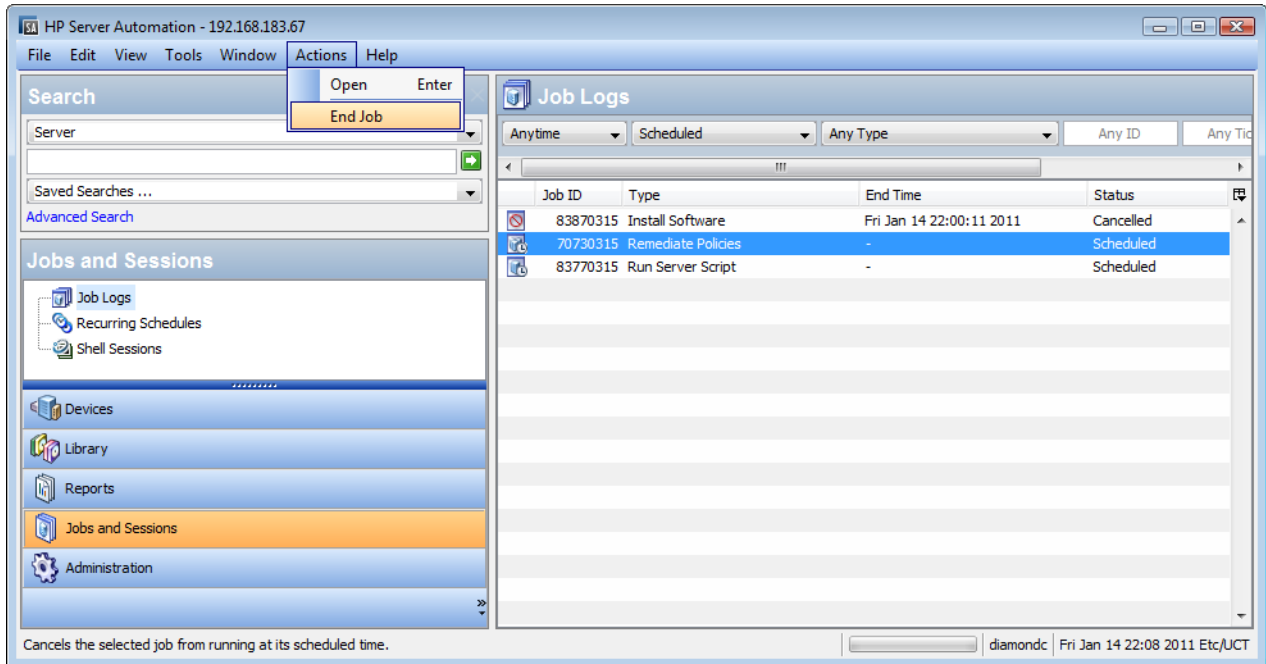 HP Server Automation - 192.168.183.67
File Edit View Tools Window Actions Help
Open Enter
End Job
Search
Server
Saved Searches ...
Advanced Search
Jobs and Sessions
Job Logs
Recurring Schedules
Shell Sessions
Devices
Library
Reports
Jobs and Sessions
Administration
Job Logs
Anytime Scheduled Any Type Any ID Any Tic
Job ID Type End Time Status
83870315 Install Software Fri Jan 14 22:00:11 2011 Cancelled
70730315 Remediate Policies - Scheduled
83770315 Run Server Script - Scheduled
Cancels the selected job from running at its scheduled time.
diamondc Fri Jan 14 22:08 2011 Etc/UCT